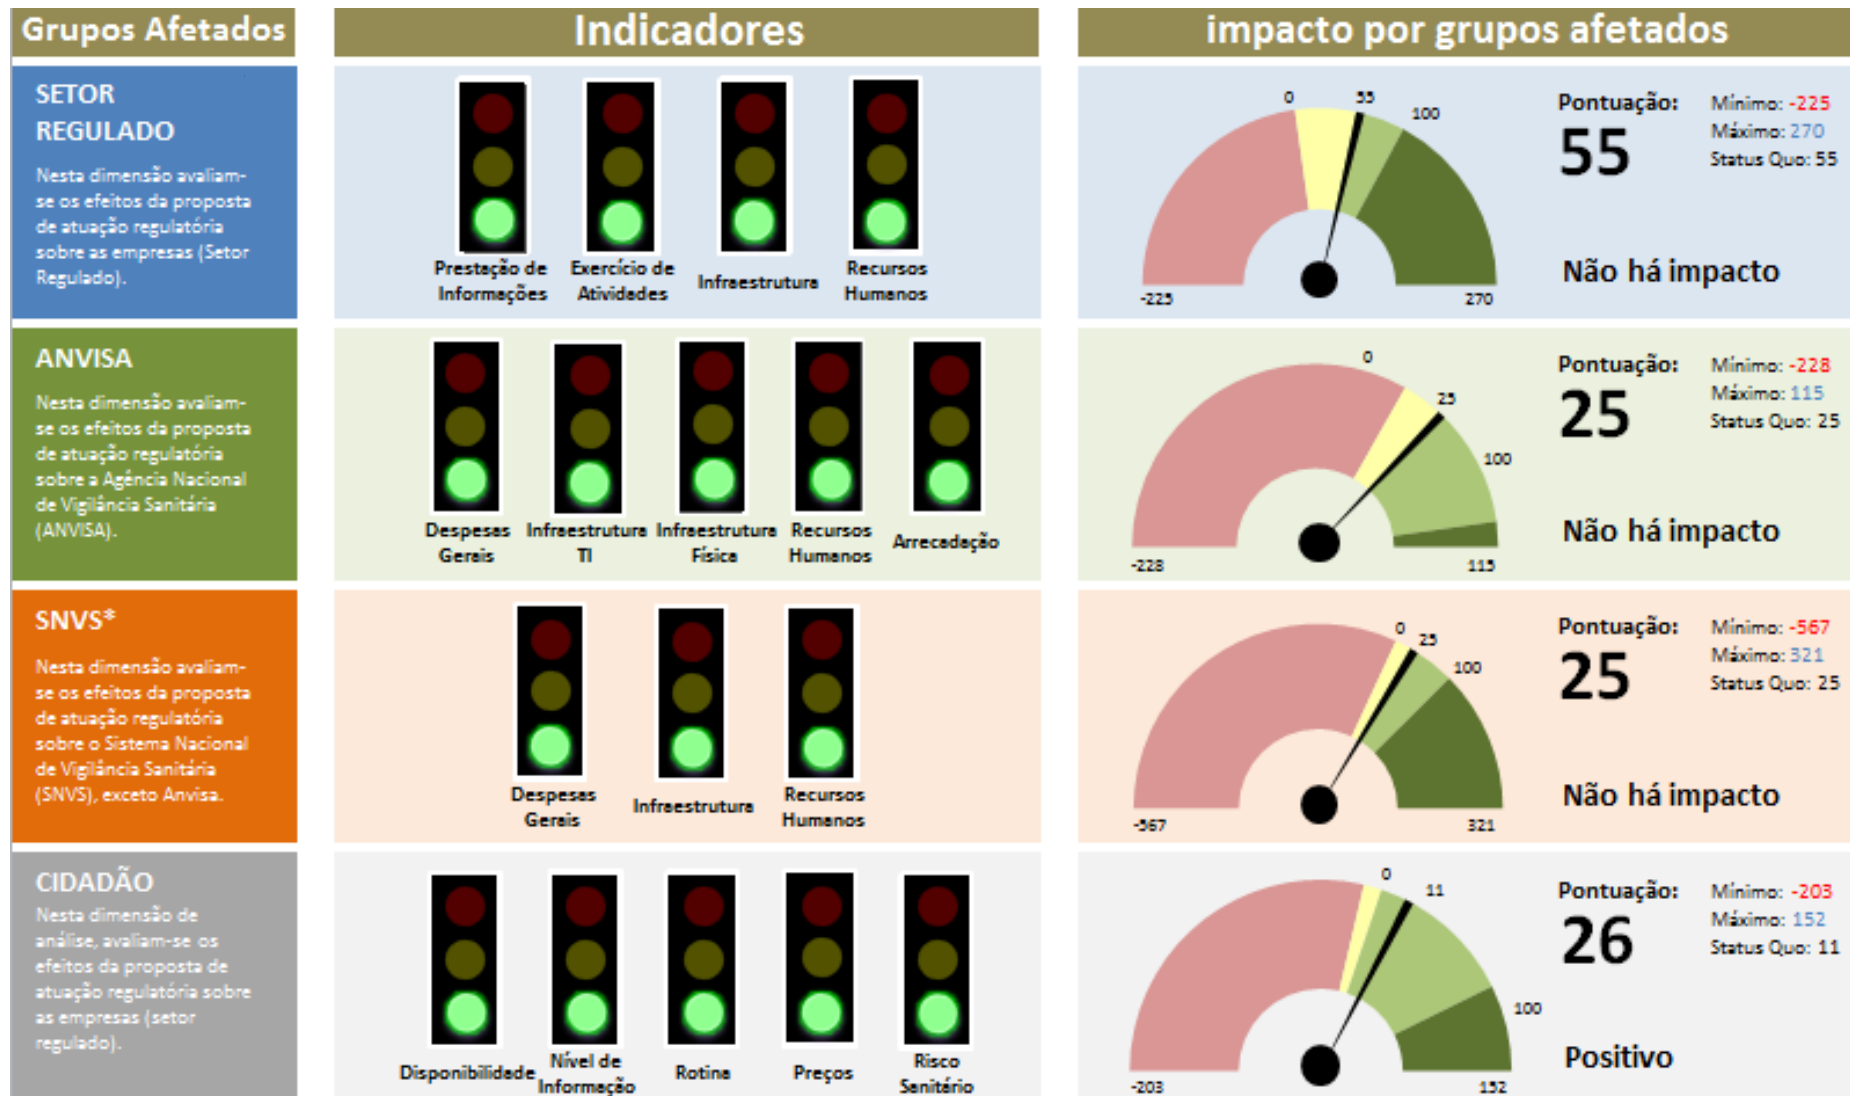 Grupos Afetados
Indicadores
impacto por grupos afetados
SETOR
REGULADO
Nesta dimensão avaliam-
se os efeitos da proposta
de atuação regulatória
sobre as empresas (Setor
Regulado).
Prestação de
Informações
Exercício de
Atividades
Infraestrutura
Recursos
Humanos
0
55
100
-225
270
Pontuação:
55
Mínimo: -225
Máximo: 270
Status Quo: 55
Não há impacto
ANVISA
Nesta dimensão avaliam-
se os efeitos da proposta
de atuação regulatória
sobre a Agência Nacional
de Vigilância Sanitária
(ANVISA).
Despesas
Gerais
Infraestrutura
TI
Infraestrutura
Física
Recursos
Humanos
Arrecadação
0
25
100
-228
115
Pontuação:
25
Mínimo: -228
Máximo: 115
Status Quo: 25
Não há impacto
SNVS*
Nesta dimensão avaliam-
se os efeitos da proposta
de atuação regulatória
sobre o Sistema Nacional
de Vigilância Sanitária
(SNVS), exceto Anvisa.
Despesas
Gerais
Infraestrutura
Recursos
Humanos
0
25
100
-567
321
Pontuação:
25
Mínimo: -567
Máximo: 321
Status Quo: 25
Não há impacto
CIDADÃO
Nesta dimensão de
análise, avaliam-se os
efeitos da proposta de
atuação regulatória sobre
as empresas (setor
regulado).
Disponibilidade
Nível de
Informação
Rotina
Preços
Risco
Sanitário
0
11
100
-203
152
Pontuação:
26
Mínimo: -203
Máximo: 152
Status Quo: 11
Positivo